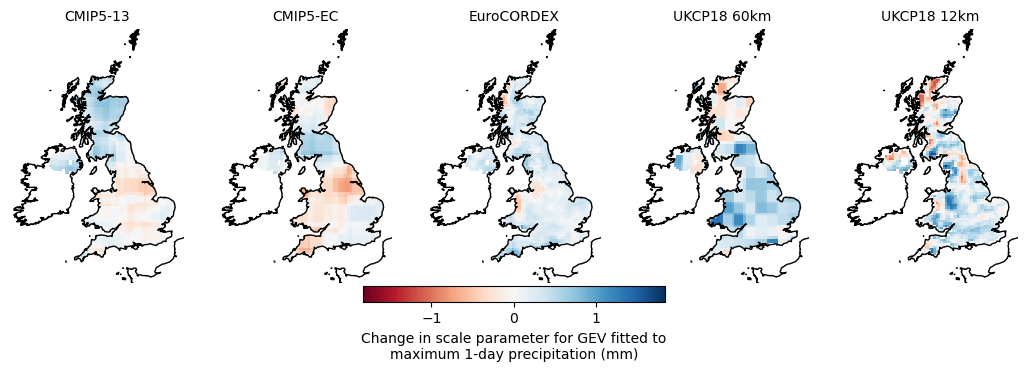 CMIP5-13 CMIP5-EC EuroCORDEX UKCP18 60km UKCP18 12km
−1 0 1
Change in scale parameter for GEV fitted to
maximum 1-day precipitation (mm)